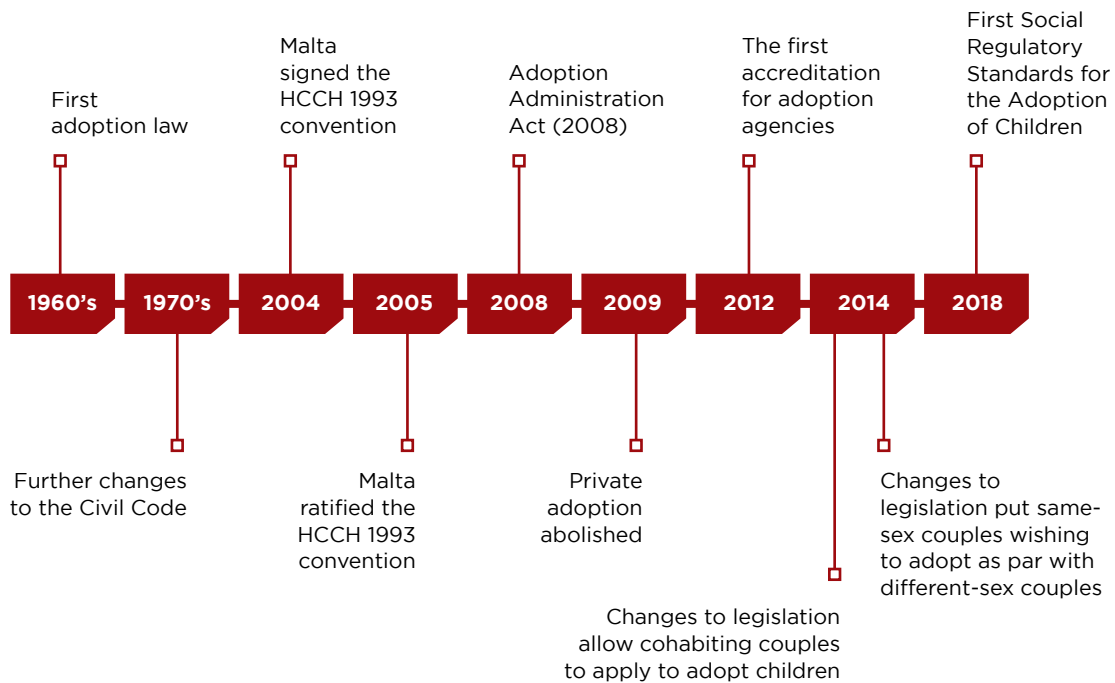 First
adoption law
Malta
signed the
HCCH 1993
convention
Adoption
Administration
Act (2008)
The first
accreditation
for adoption
agencies
First Social
Regulatory
Standards for
the Adoption
of Children
1960's
1970's
2004
2005
2008
2009
2012
2014
2018
Further changes
to the Civil Code
Malta
ratified the
HCCH 1993
convention
Private
adoption
abolished
Changes to legislation
allow cohabiting couples
to apply to adopt children
Changes to
legislation put same-
sex couples wishing
to adopt as par with
different-sex couples